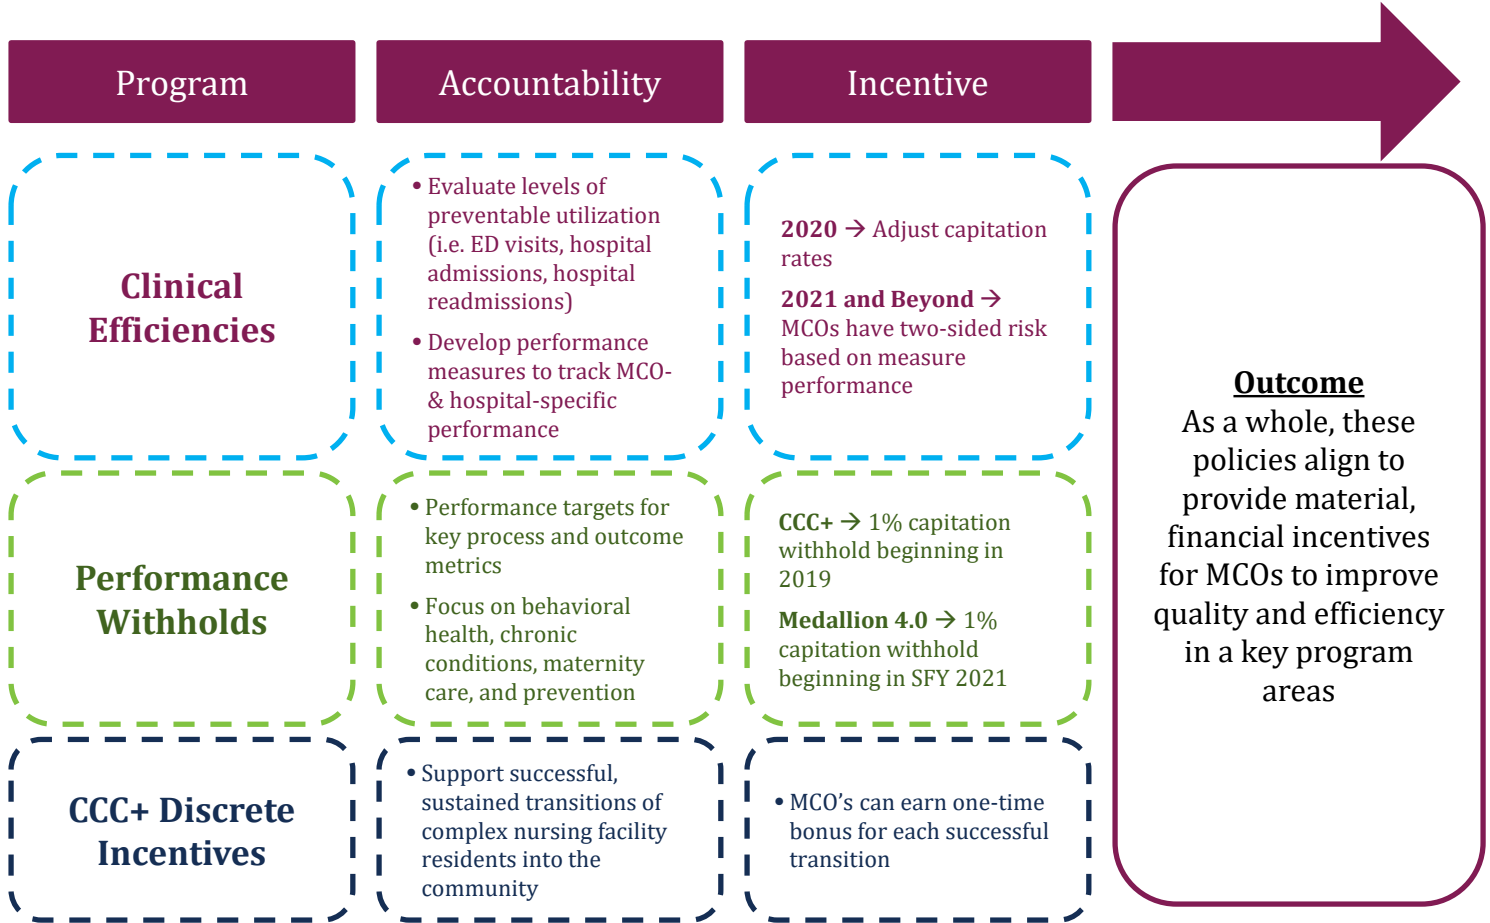 Program
Accountability
Incentive
Clinical
Efficiencies
• Evaluate levels of
preventable utilization
(i.e. ED visits, hospital
admissions, hospital
readmissions)
• Develop performance
measures to track MCO-
& hospital-specific
performance
2020 → Adjust capitation
rates
2021 and Beyond →
MCOs have two-sided risk
based on measure
performance
Performance
Withholds
• Performance targets for
key process and outcome
metrics
• Focus on behavioral
health, chronic
conditions, maternity
care, and prevention
CCC+ → 1% capitation
withhold beginning in
2019
Medallion 4.0 → 1%
capitation withhold
beginning in SFY 2021
CCC+ Discrete
Incentives
• Support successful,
sustained transitions of
complex nursing facility
residents into the
community
• MCO’s can earn one-time
bonus for each successful
transition
Outcome
As a whole, these
policies align to
provide material,
financial incentives
for MCOs to improve
quality and efficiency
in a key program
areas